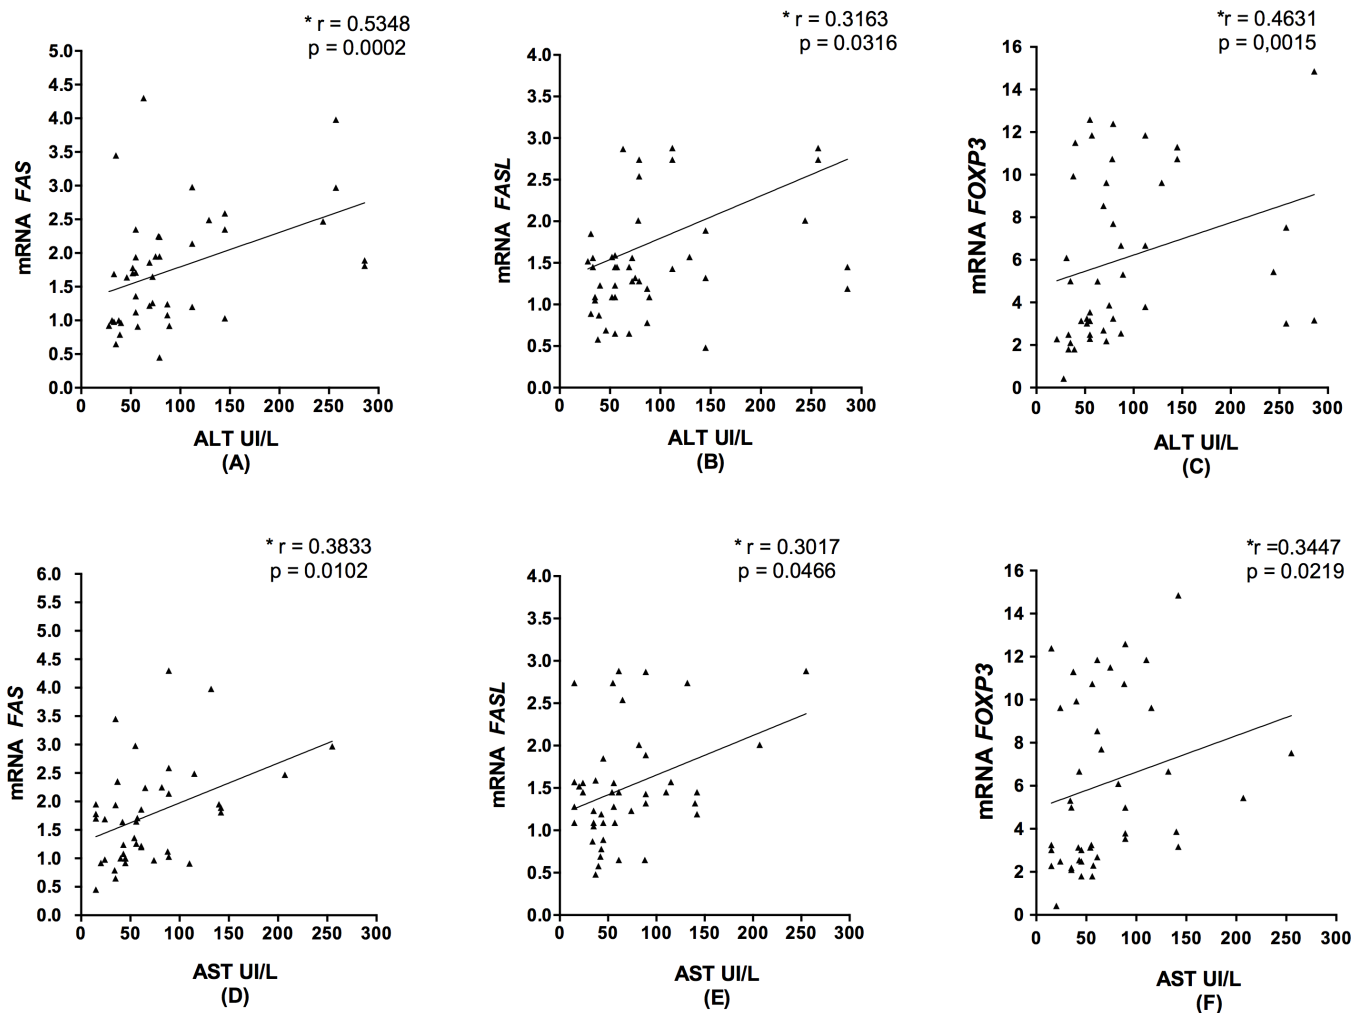 * r = 0.5348
p = 0.0002
5.0
4.5
4.0
3.5
3.0
2.5
2.0
1.5
1.0
0.5
0.0
mRNA FAS
0 50 100 150 200 250 300
ALT UI/L
(A)
* r = 0.3163
p = 0.0316
4.0
3.5
3.0
2.5
2.0
1.5
1.0
0.5
0.0
mRNA FASL
0 50 100 150 200 250 300
ALT UI/L
(B)
*r = 0.4631
p = 0,0015
16
14
12
10
8
6
4
2
0
mRNA FOXP3
0 50 100 150 200 250 300
ALT UI/L
(C)
* r = 0.3833
p = 0.0102
6.0
5.5
5.0
4.5
4.0
3.5
3.0
2.5
2.0
1.5
1.0
0.5
0.0
mRNA FAS
0 50 100 150 200 250 300
AST UI/L
(D)
* r = 0.3017
p = 0.0466
4.0
3.5
3.0
2.5
2.0
1.5
1.0
0.5
0.0
mRNA FASL
0 50 100 150 200 250 300
AST UI/L
(E)
*r =0.3447
p = 0.0219
16
14
12
10
8
6
4
2
0
mRNA FOXP3
0 50 100 150 200 250 300
AST UI/L
(F)